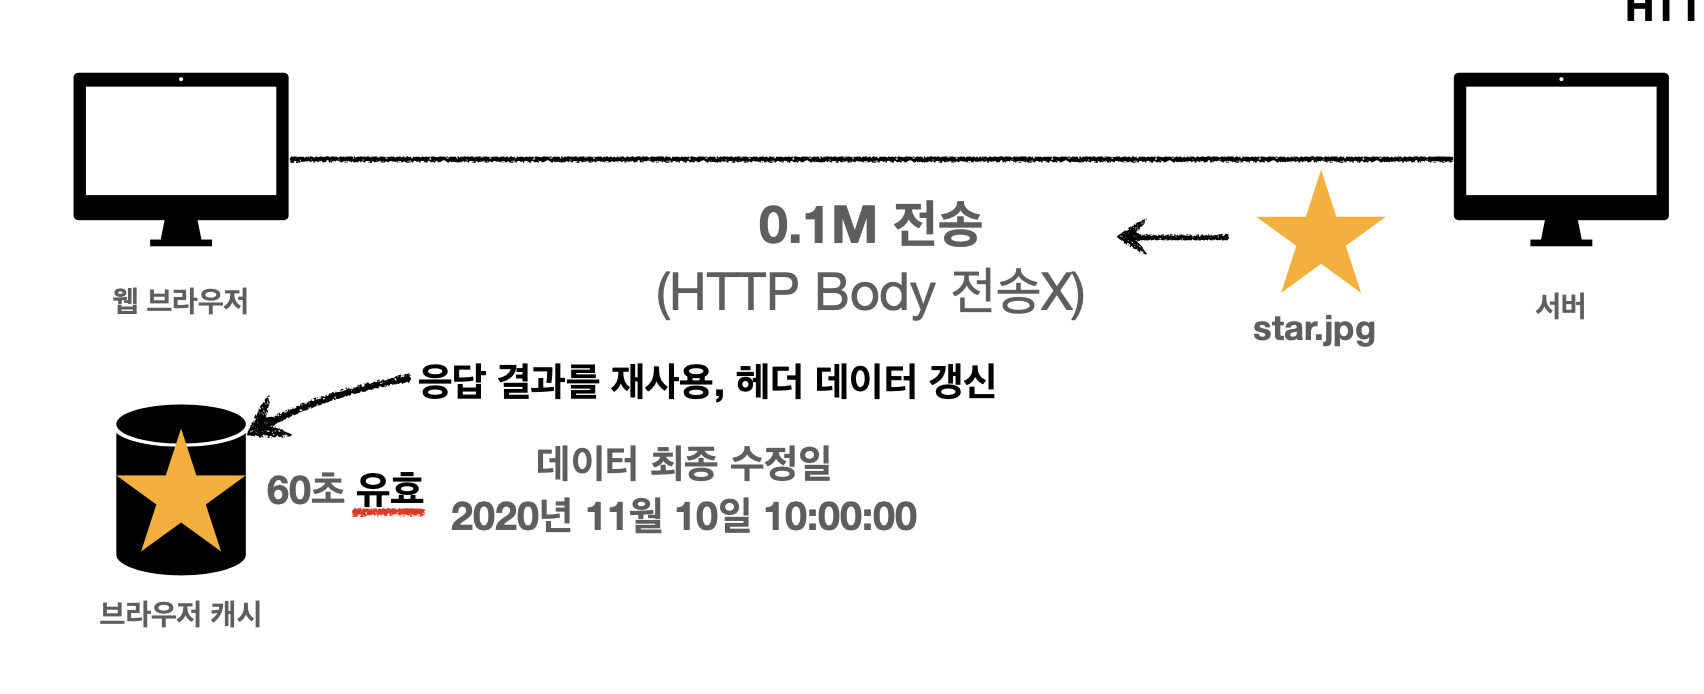 웹 브라우저
0.1M 전송
(HTTP Body 전송X)
star.jpg
서버
응답 결과를 재사용, 헤더 데이터 갱신
60초 유효
데이터 최종 수정일
2020년 11월 10일 10:00:00
브라우저 캐시